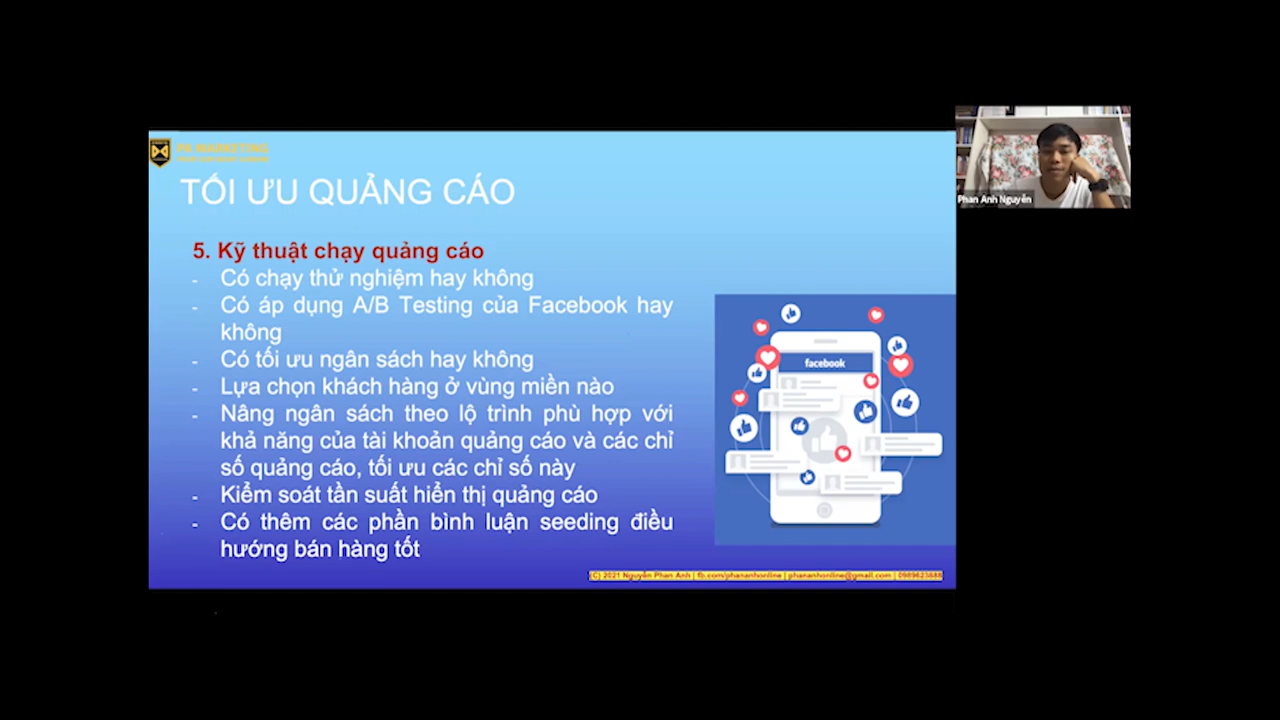 PA MARKETING
TỐI ƯU QUẢNG CÁO
5. Kỹ thuật chạy quảng cáo
- Có chạy thử nghiệm hay không
- Có áp dụng A/B Testing của Facebook hay
không
- Có tối ưu ngân sách hay không
- Lựa chọn khách hàng ở vùng miền nào
- Nâng ngân sách theo lộ trình phù hợp với
khả năng của tài khoản quảng cáo và các chỉ
số quảng cáo, tối ưu các chỉ số này
- Kiểm soát tần suất hiển thị quảng cáo
- Có thêm các phần bình luận seeding điều
hướng bán hàng tốt
facebook
(C) 2021 Nguyễn Phan Anh | fb.com/phananhonline | phananhonline@gmail.com | 0989623888
Phan Anh Nguyễn